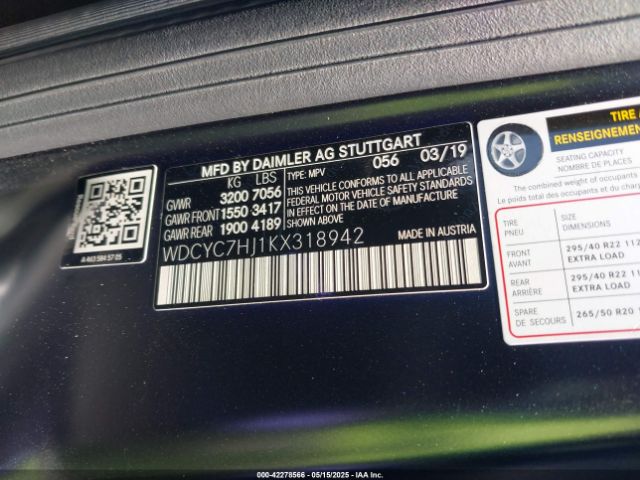 MFD BY DAIMLER AG STUTTGART
KG LBS TYPE: MPV 056 03/19
GVWR 3200 7056
GAWR FRONT 1550 3417
GAWR REAR 1900 4189
THIS VEHICLE CONFORMS TO ALL APPLICABLE
FEDERAL MOTOR VEHICLE SAFETY STANDARDS
IN EFFECT ON THE DATE OF MANUFACTURE
SHOWN ABOVE
WDCYC7HJ1KX318942
MADE IN AUSTRIA
A 463 584 57 05
TIRE
RENSEIGNEME
SEATING CAPACITY
NOMBRE DE PLACES
The combined weight of occupants
Le poids total des occupants
TIRE
PNEU
SIZE
DIMENSIONS
FRONT
AVANT
295/40 R22 112
EXTRA LOAD
REAR
ARRIÈRE
295/40 R22 11
EXTRA LOAD
SPARE
DE SECOURS
265/50 R20
000-42278566 - 05/15/2025 - IAA Inc.